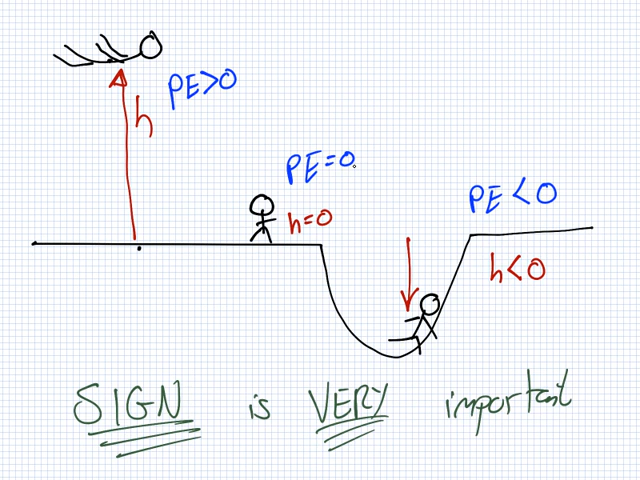 PE>0
h
PE=0
h=0
PE<0
h<0
SIGN is VERY important